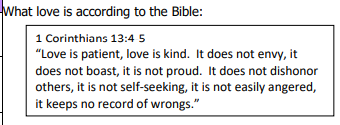 What love is according to the Bible:
1 Corinthians 13:4 5
“Love is patient, love is kind.  It does not envy, it
does not boast, it is not proud.  It does not dishonor
others, it is not self-seeking, it is not easily angered,
it keeps no record of wrongs.”